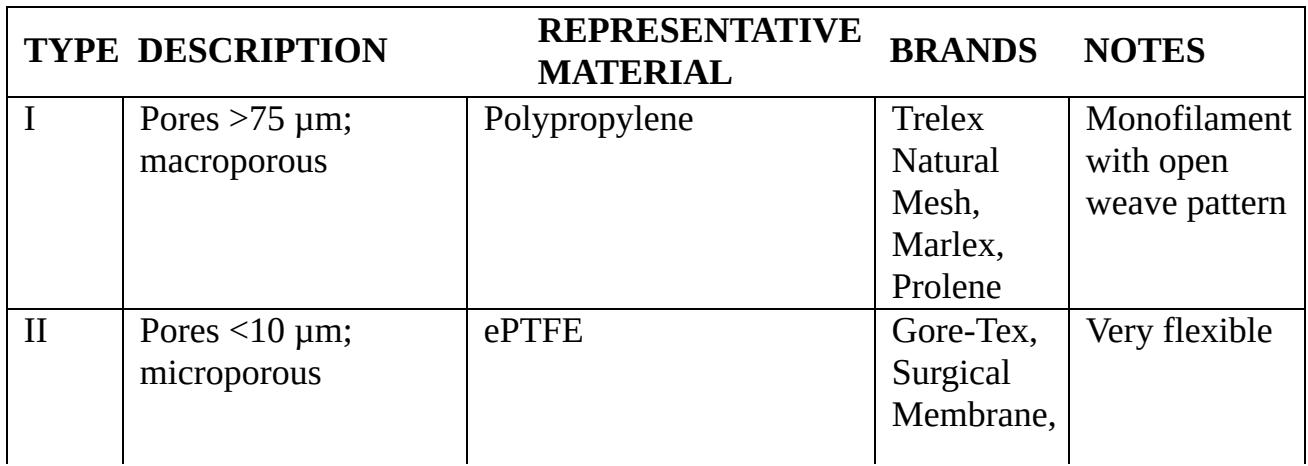 TYPE DESCRIPTION REPRESENTATIVE MATERIAL BRANDS NOTES
I Pores >75 µm; Polypropylene Trelex Monofilament
macroporous Natural with open
Mesh, weave pattern
Marlex,
Prolene
II Pores <10 µm; ePTFE Gore-Tex, Very flexible
microporous Surgical
Membrane,